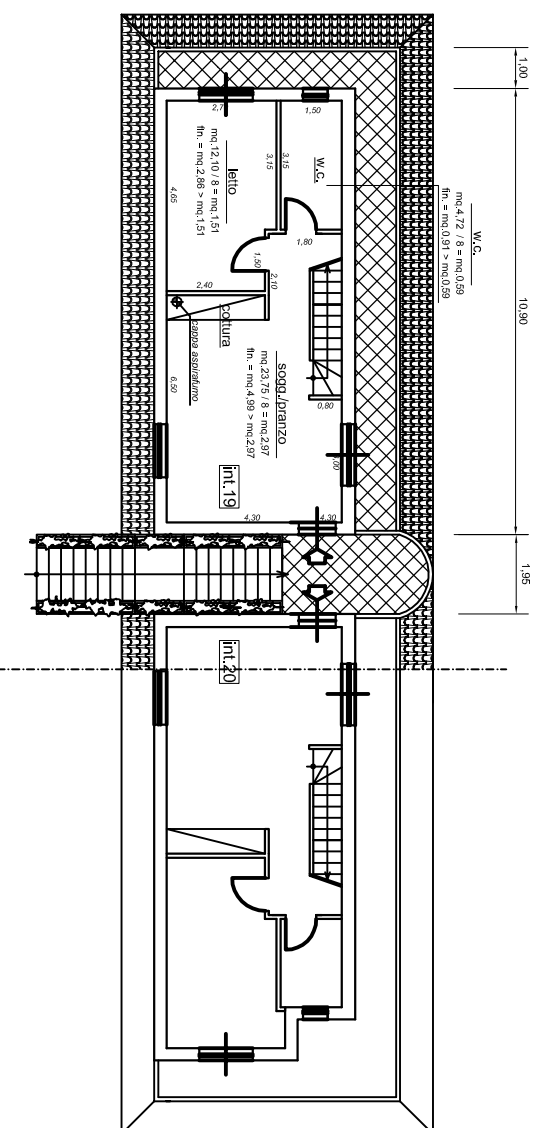 1,00
10,90
1,95
w.c.
mq.4,72 / 8 = mq.0,59
fin. = mq.0,91 > mq.0,59
1,50
w.c.
3,15
3,15
1,80
letto
mq.12,10 / 8 = mq.1,51
fin. = mq.2,86 > mq.1,51
4,65
1,50
2,10
2,40
cottura
cappa aspirafumo
sogg./pranzo
mq.23,75 / 8 = mq.2,97
fin. = mq.4,99 > mq.2,97
0,80
6,50
int.19
4,30
4,30
int.20